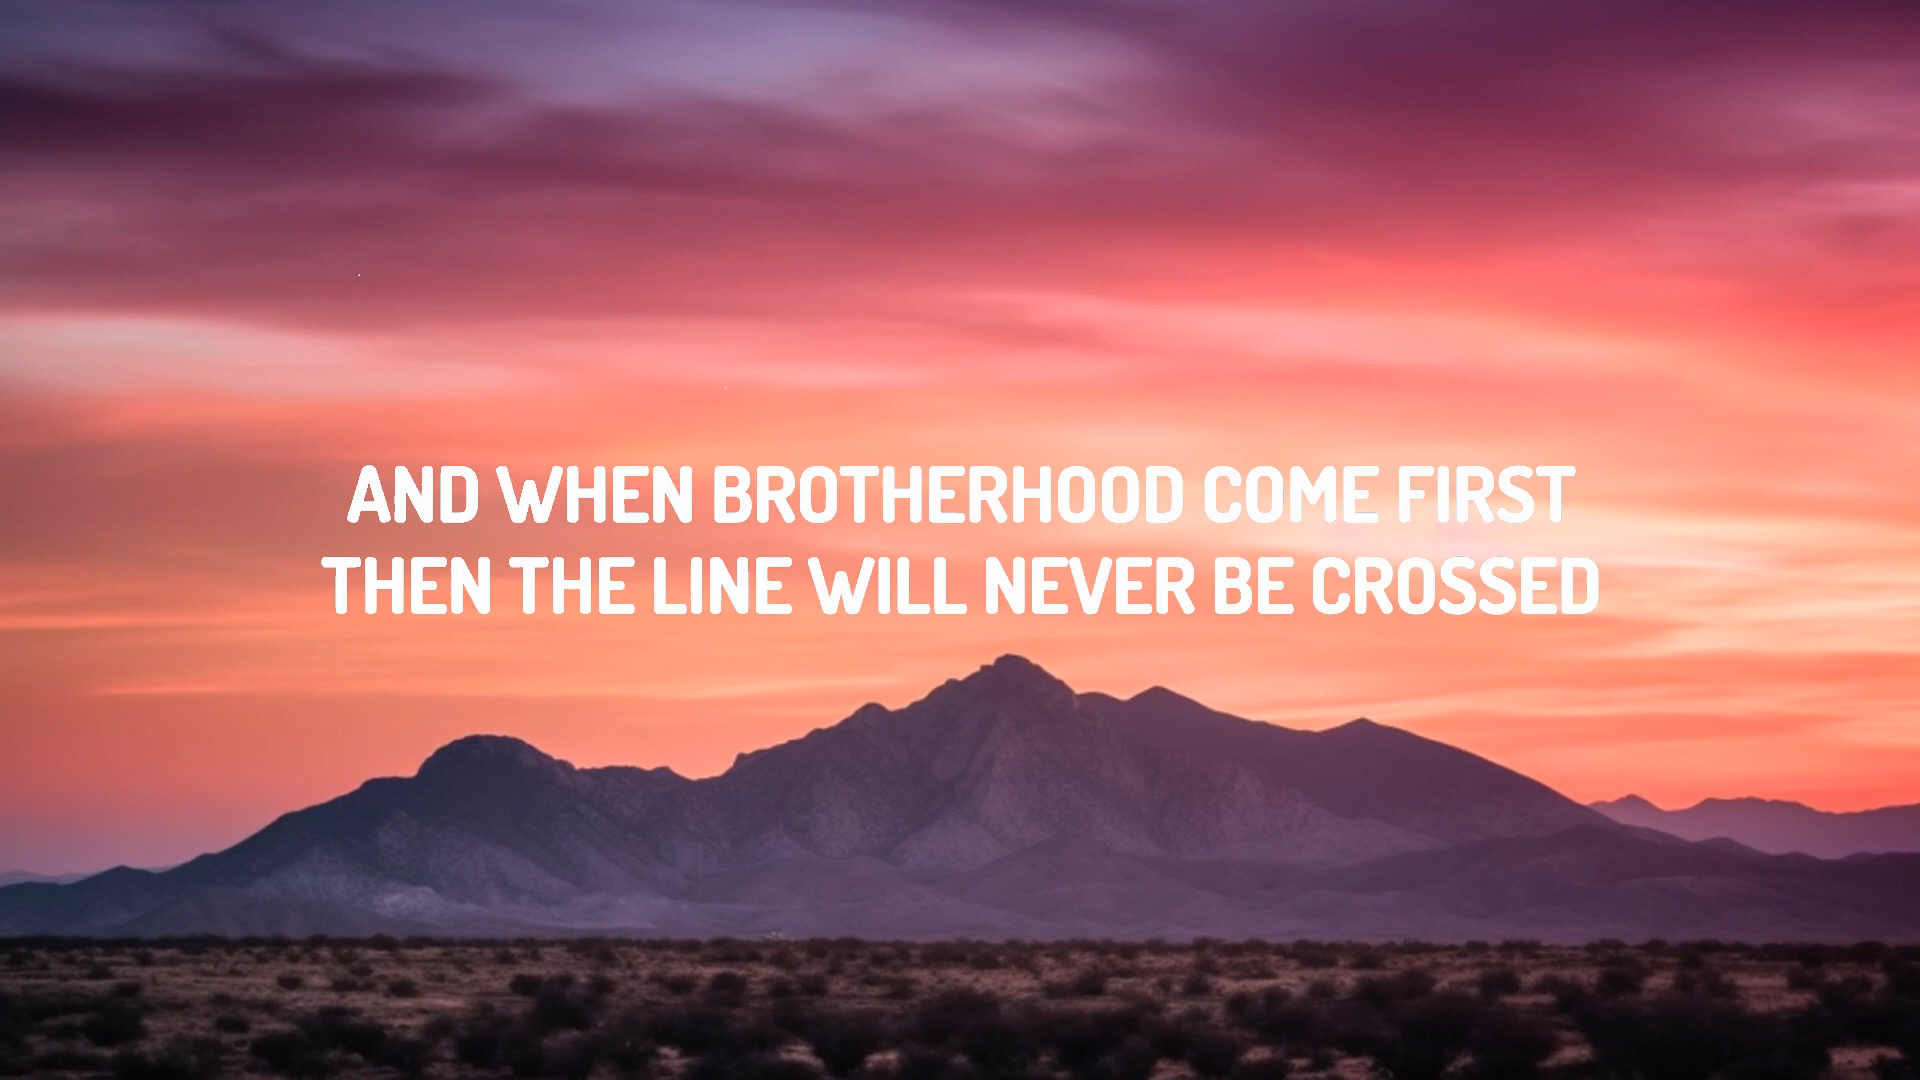 AND WHEN BROTHERHOOD COME FIRST
THEN THE LINE WILL NEVER BE CROSSED